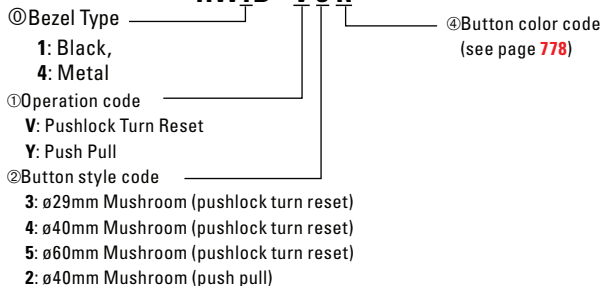 ⓪Bezel Type
1: Black,
4: Metal
①Operation code
V: Pushlock Turn Reset
Y: Push Pull
②Button style code
3: ø29mm Mushroom (pushlock turn reset)
4: ø40mm Mushroom (pushlock turn reset)
5: ø60mm Mushroom (pushlock turn reset)
2: ø40mm Mushroom (push pull)
④Button color code
(see page 778)